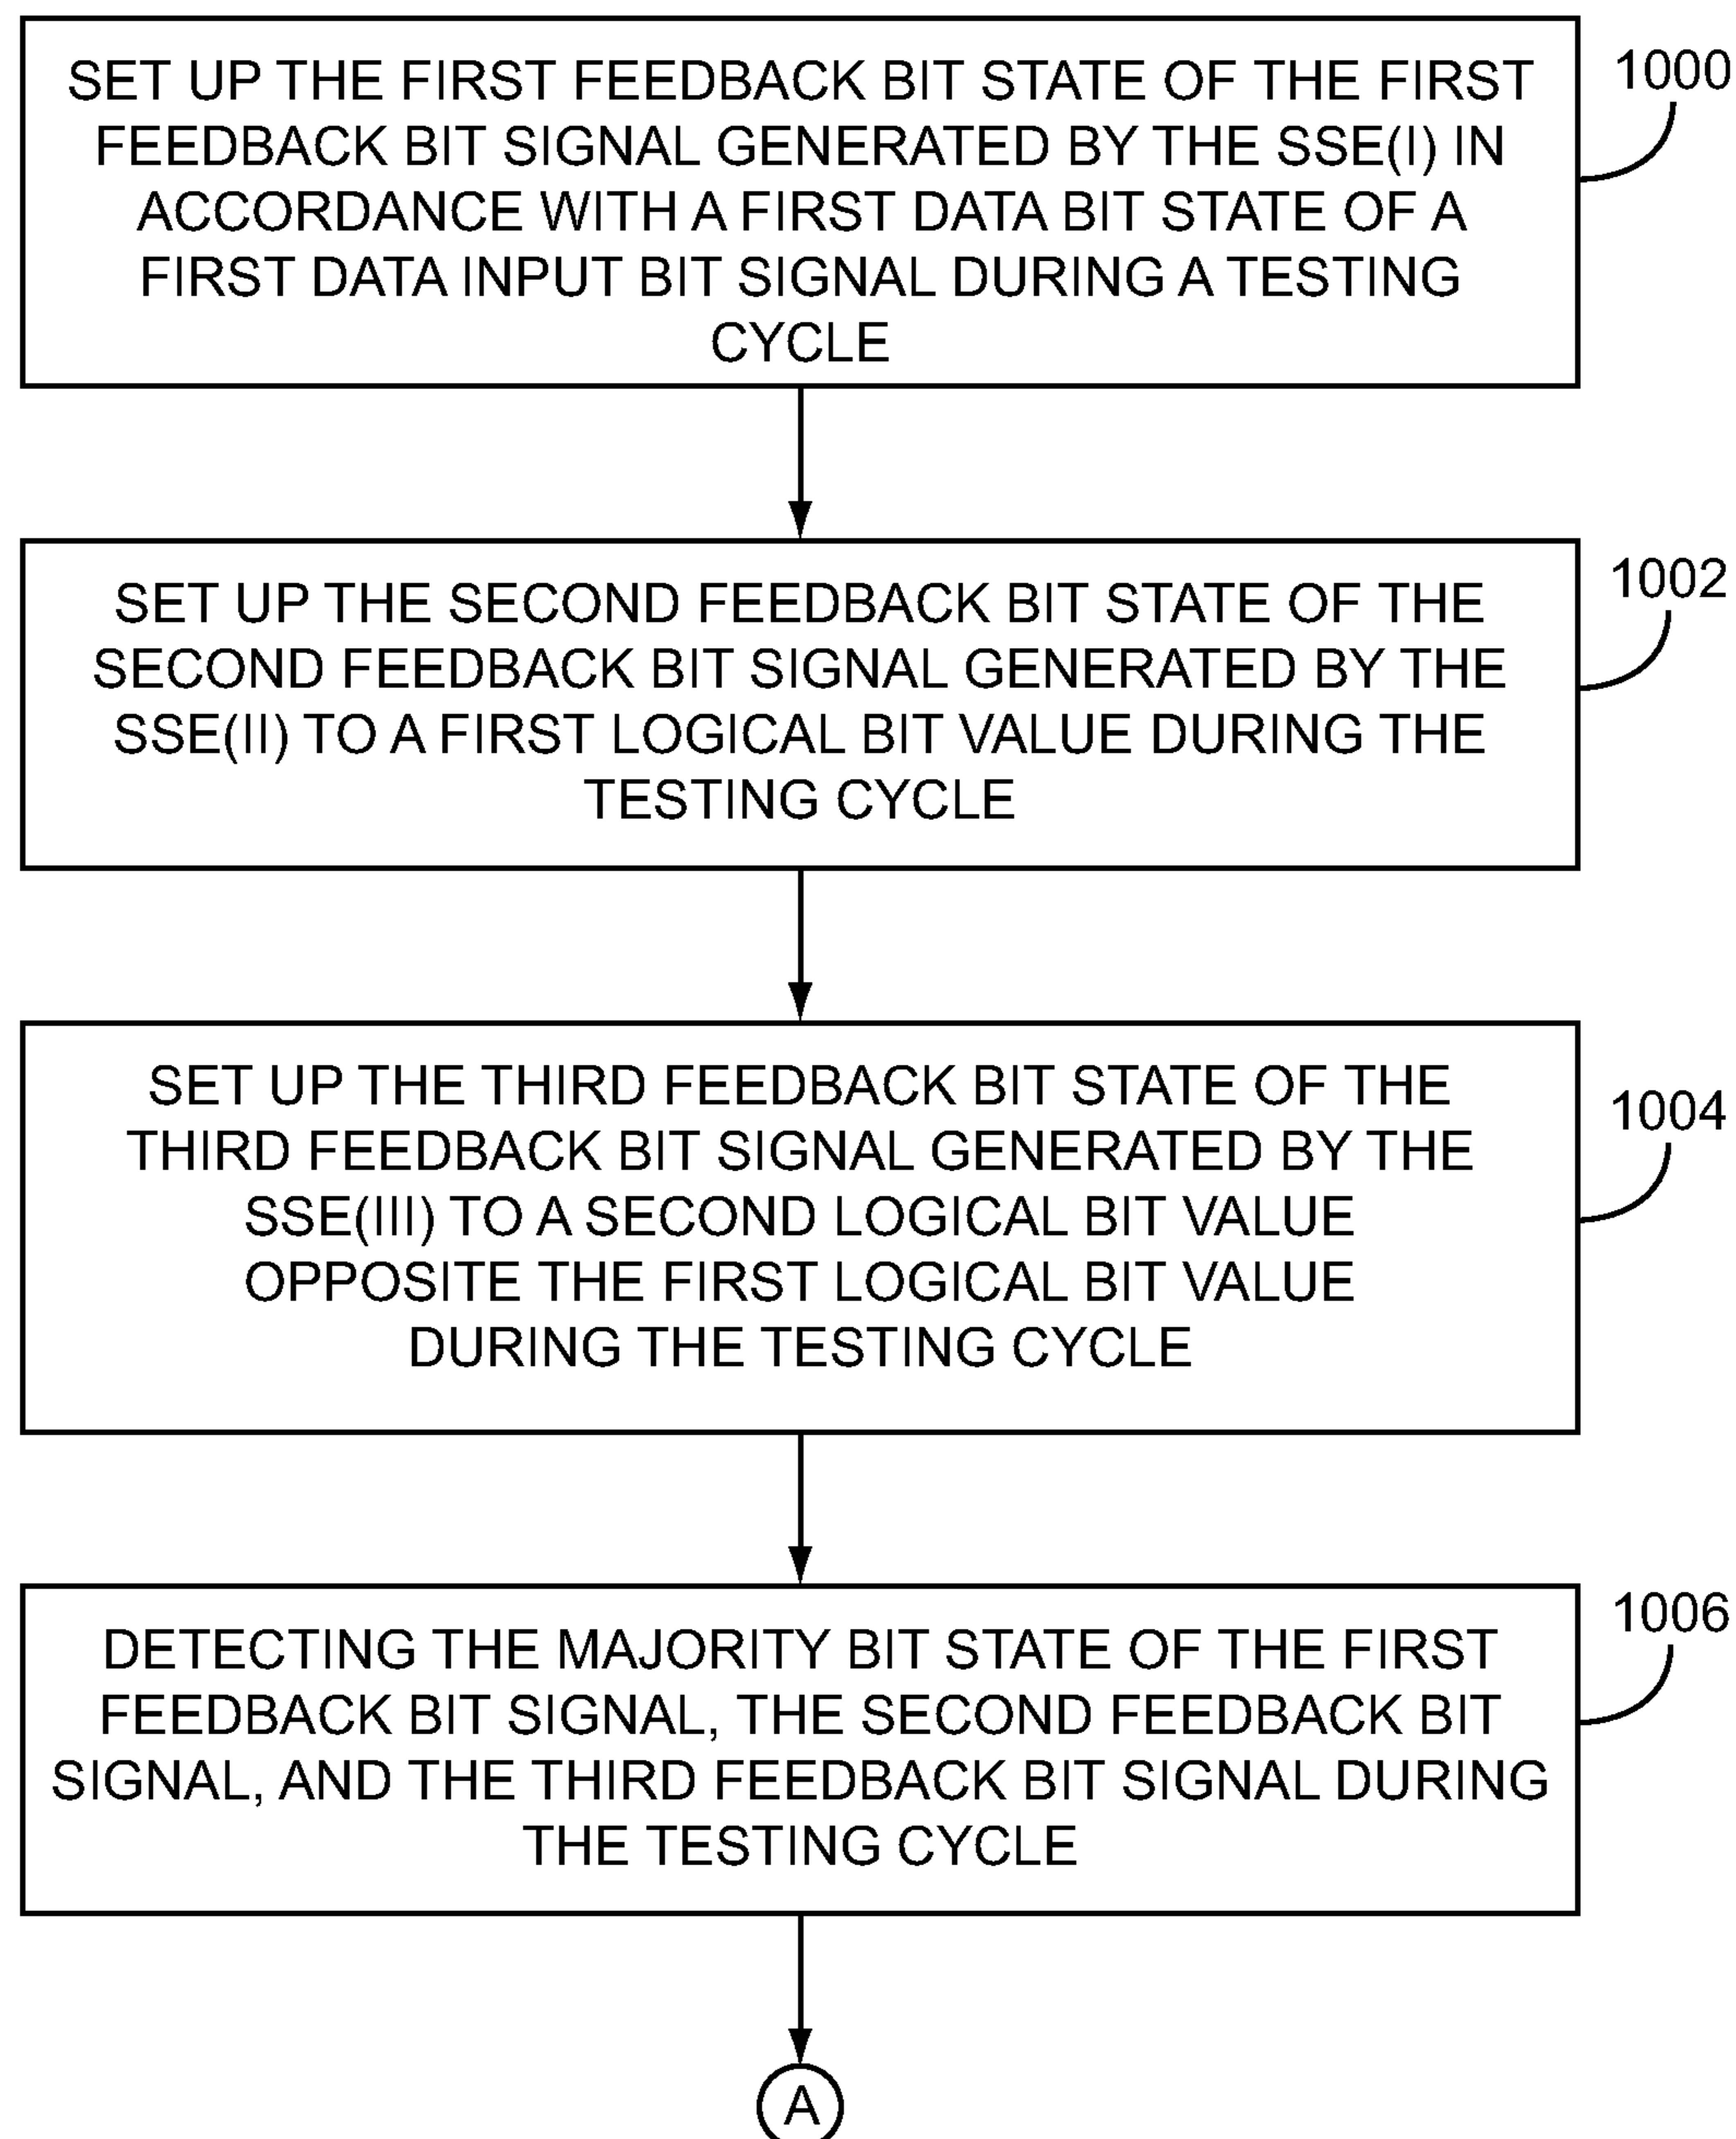 SET UP THE FIRST FEEDBACK BIT STATE OF THE FIRST
FEEDBACK BIT SIGNAL GENERATED BY THE SSE(I) IN
ACCORDANCE WITH A FIRST DATA BIT STATE OF A
FIRST DATA INPUT BIT SIGNAL DURING A TESTING
CYCLE
1000
SET UP THE SECOND FEEDBACK BIT STATE OF THE
SECOND FEEDBACK BIT SIGNAL GENERATED BY THE
SSE(II) TO A FIRST LOGICAL BIT VALUE DURING THE
TESTING CYCLE
1002
SET UP THE THIRD FEEDBACK BIT STATE OF THE
THIRD FEEDBACK BIT SIGNAL GENERATED BY THE
SSE(III) TO A SECOND LOGICAL BIT VALUE
OPPOSITE THE FIRST LOGICAL BIT VALUE
DURING THE TESTING CYCLE
1004
DETECTING THE MAJORITY BIT STATE OF THE FIRST
FEEDBACK BIT SIGNAL, THE SECOND FEEDBACK BIT
SIGNAL, AND THE THIRD FEEDBACK BIT SIGNAL DURING
THE TESTING CYCLE
1006
A